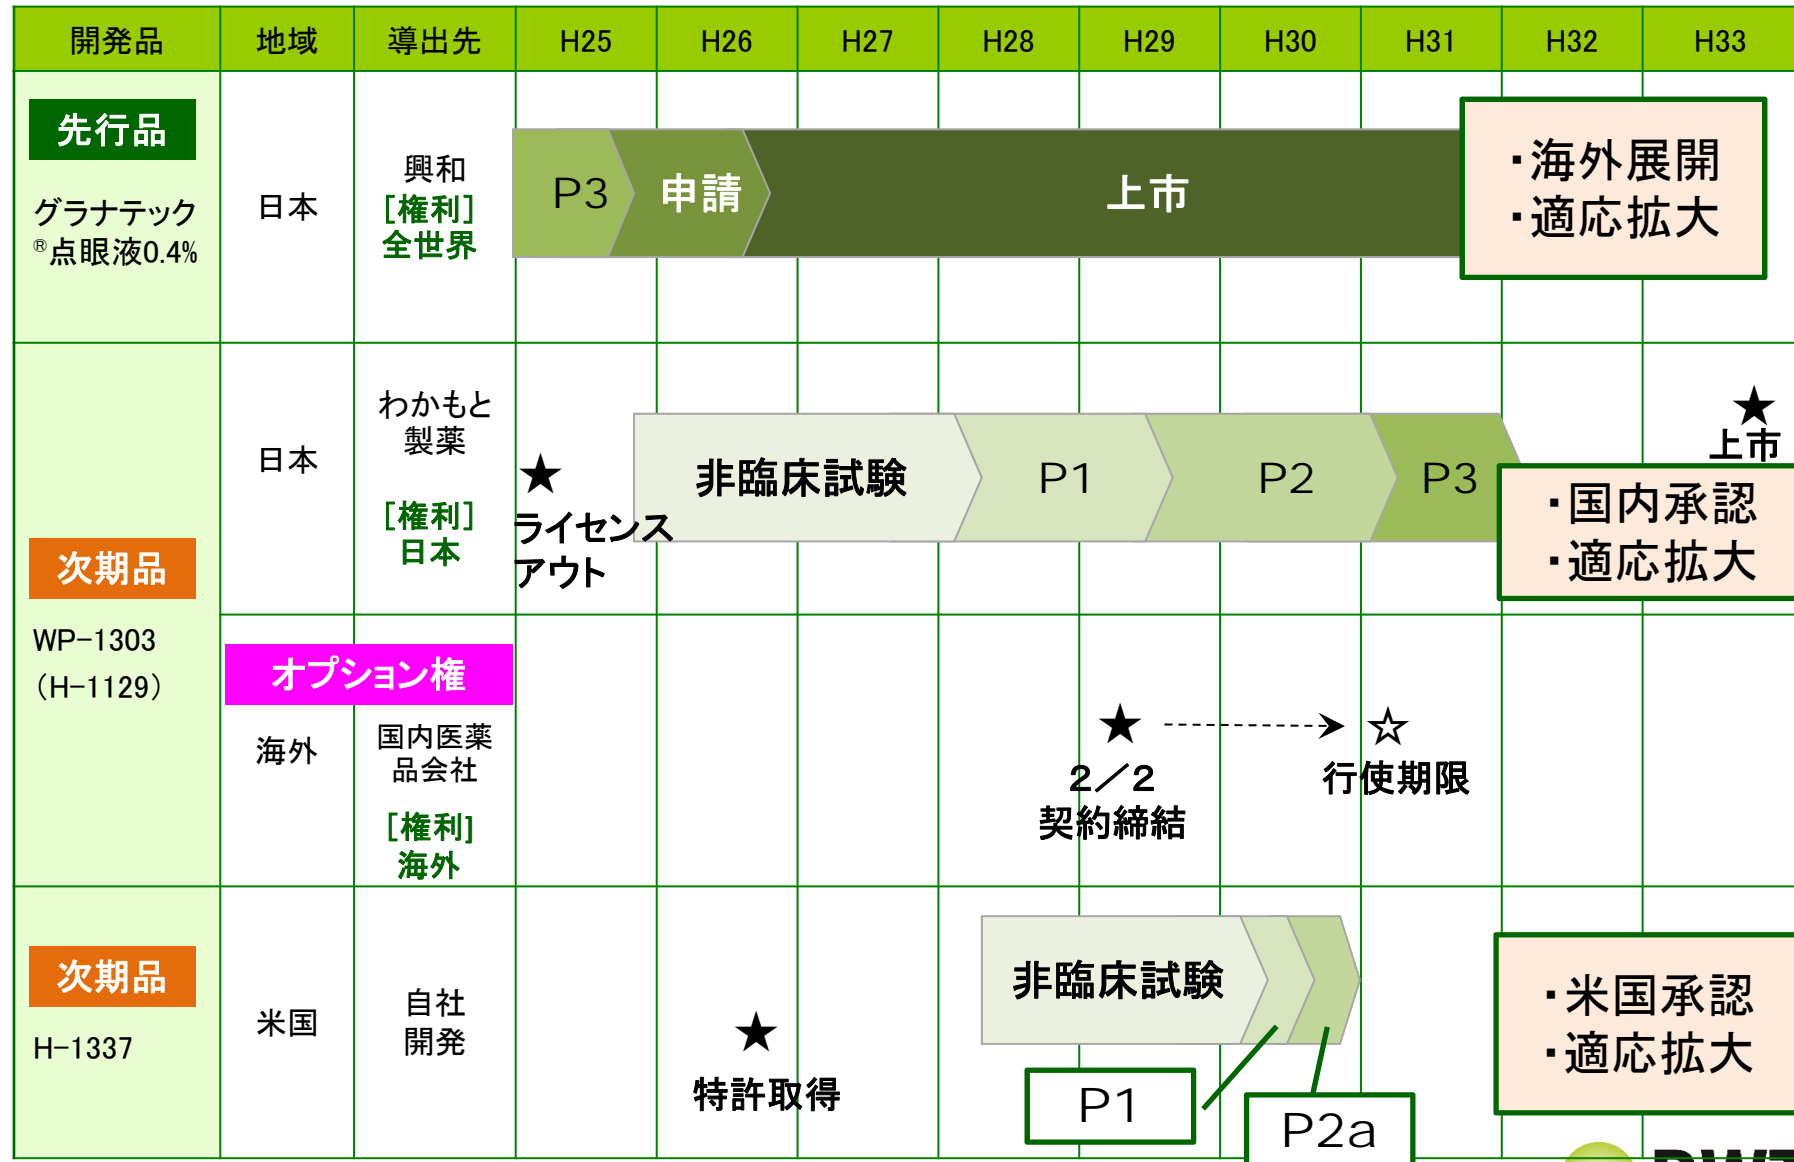 開発品 地域 導出先 H25 H26 H27 H28 H29 H30 H31 H32 H33
先行品
グラナテック
®点眼液0.4%
日本
興和
[権利]
全世界
P3
申請
上市
・海外展開
・適応拡大
次期品
WP-1303
（H-1129）
日本
わかもと
製薬
[権利]
日本
★
ライセンス
アウト
非臨床試験
P1
P2
P3
★
上市
・国内承認
・適応拡大
オプション権
海外
国内医薬
品会社
[権利]
海外
★
2／2
契約締結
☆
行使期限
次期品
H-1337
米国
自社
開発
★
特許取得
非臨床試験
P1
P2a
・米国承認
・適応拡大